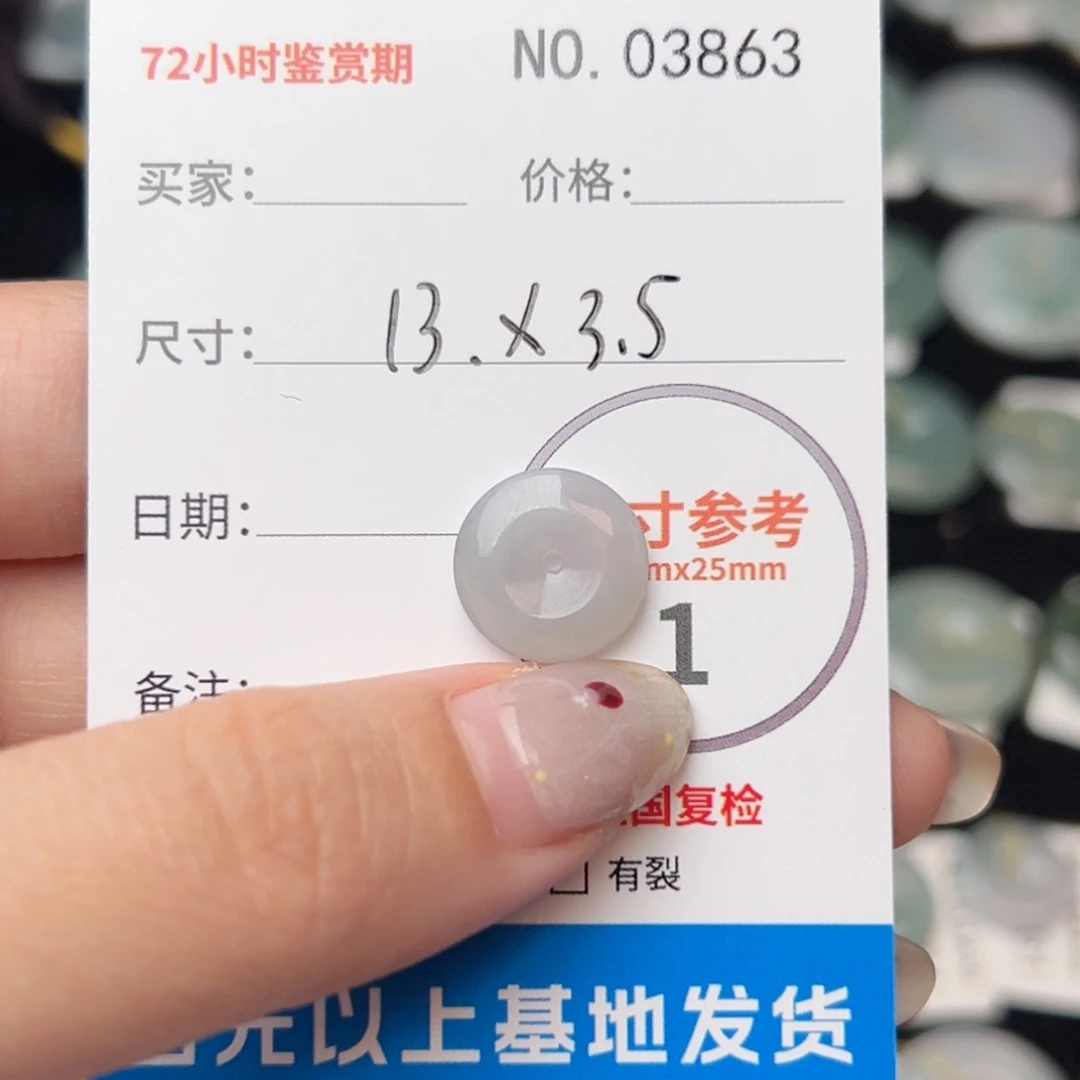 72小时鉴赏期 NO. 03863
买家： 价格：
尺寸： 13.X3.5
日期：
寸参考
mx25mm
1
备注：
国复检
有裂
以上基地发货